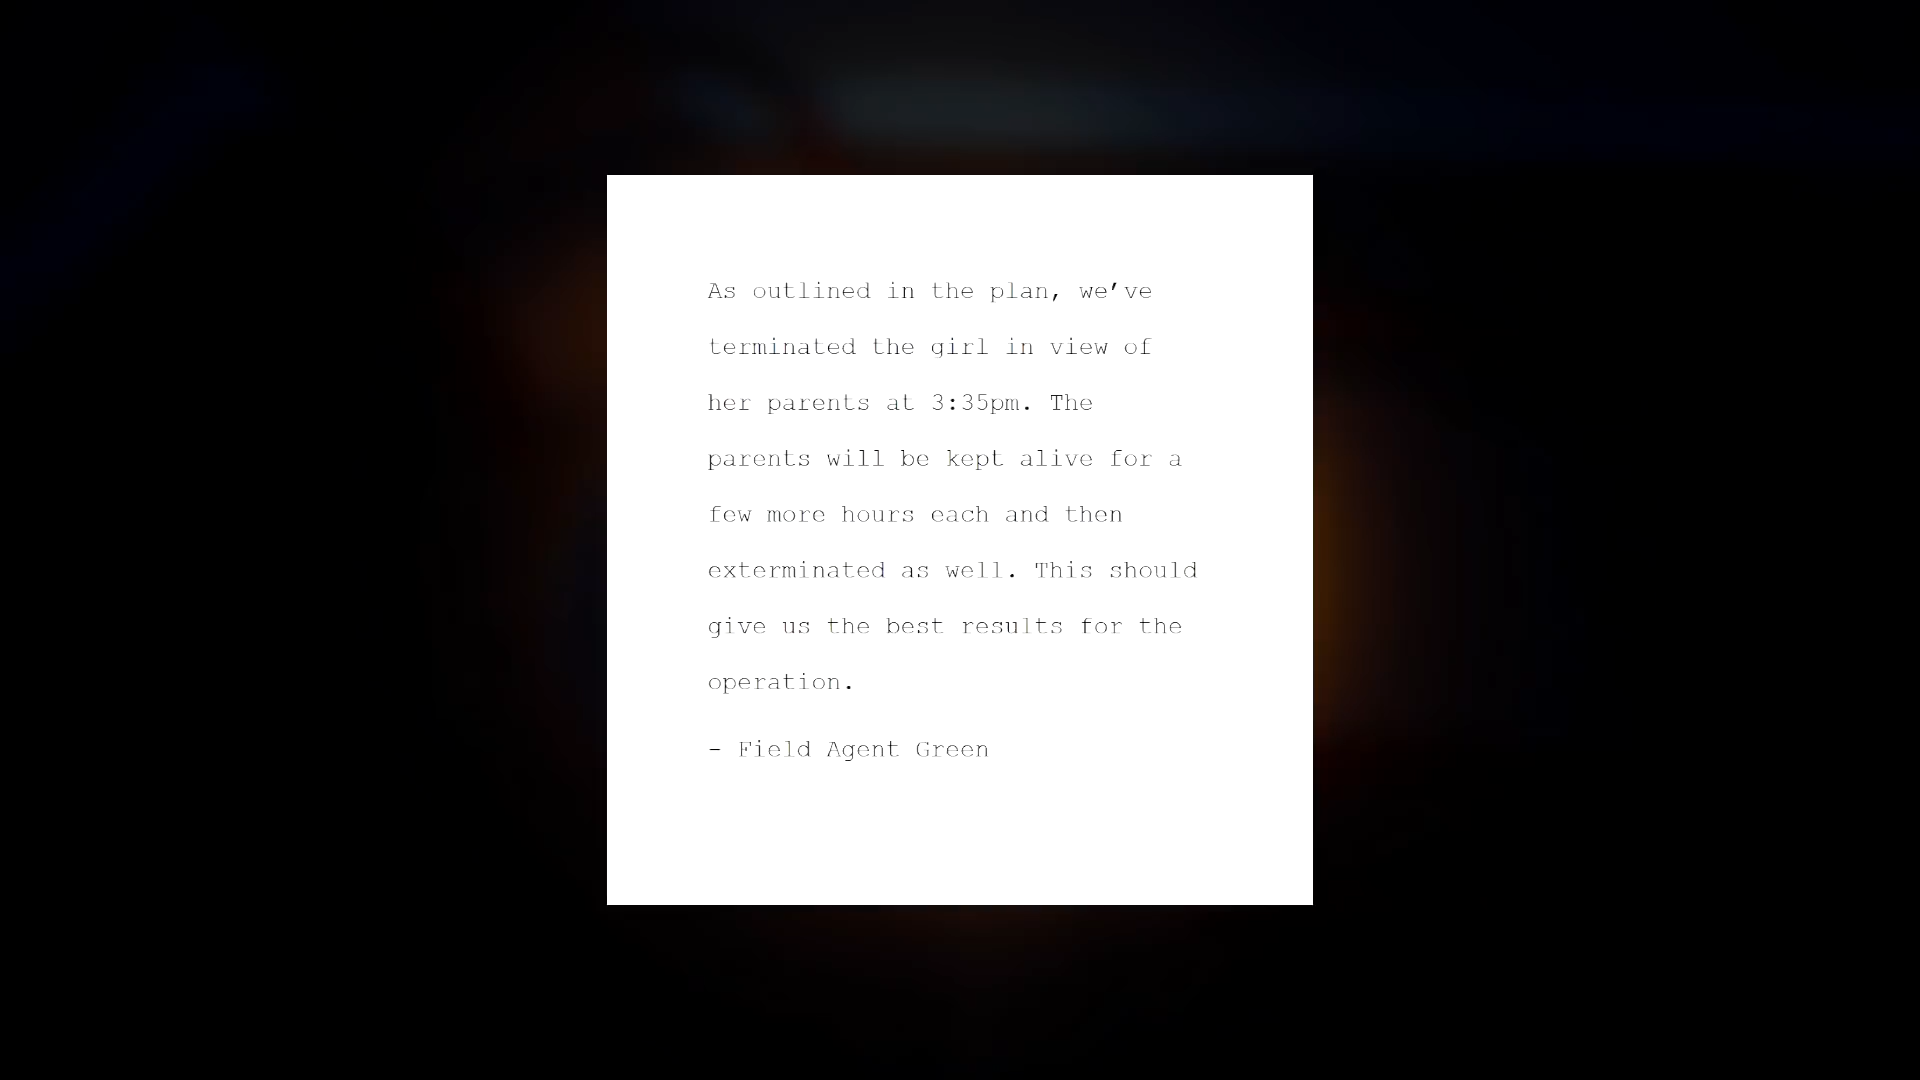 As outlined in the plan, we’ve
terminated the girl in view of
her parents at 3:35pm. The
parents will be kept alive for a
few more hours each and then
exterminated as well. This should
give us the best results for the
operation.
- Field Agent Green